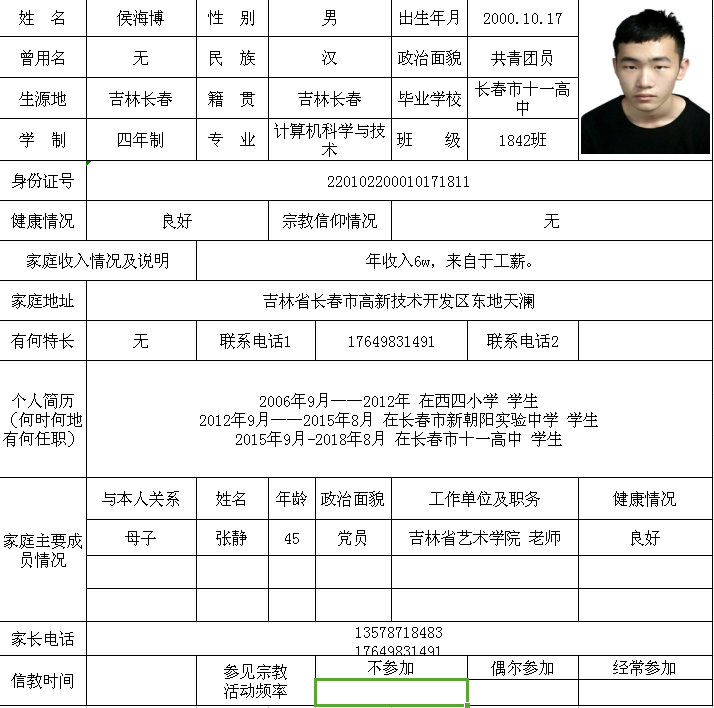 姓 名 侯海博 性 别 男 出生年月 2000.10.17
曾用名 无 民 族 汉 政治面貌 共青团员
生源地 吉林长春 籍 贯 吉林长春 毕业学校 长春市十一高
中
学 制 四年制 专 业 计算机科学与技
术
班 级 1842班
身份证号 220102200010171811
健康情况 良好 宗教信仰情况 无
家庭收入情况及说明 年收入6w，来自于工薪。
家庭地址 吉林省长春市高新技术开发区东地天澜
有何特长 无 联系电话1 17649831491 联系电话2
个人简历
（何时何地
有何任职）
2006年9月——2012年 在西四小学 学生
2012年9月——2015年8月 在长春市新朝阳实验中学 学生
2015年9月-2018年8月 在长春市十一高中 学生
家庭主要成
员情况
与本人关系 姓名 年龄 政治面貌 工作单位及职务 健康情况
母子 张静 45 党员 吉林省艺术学院 老师 良好
家长电话 13578718483
17649831491
信教时间 参见宗教
活动频率
不参加 偶尔参加 经常参加